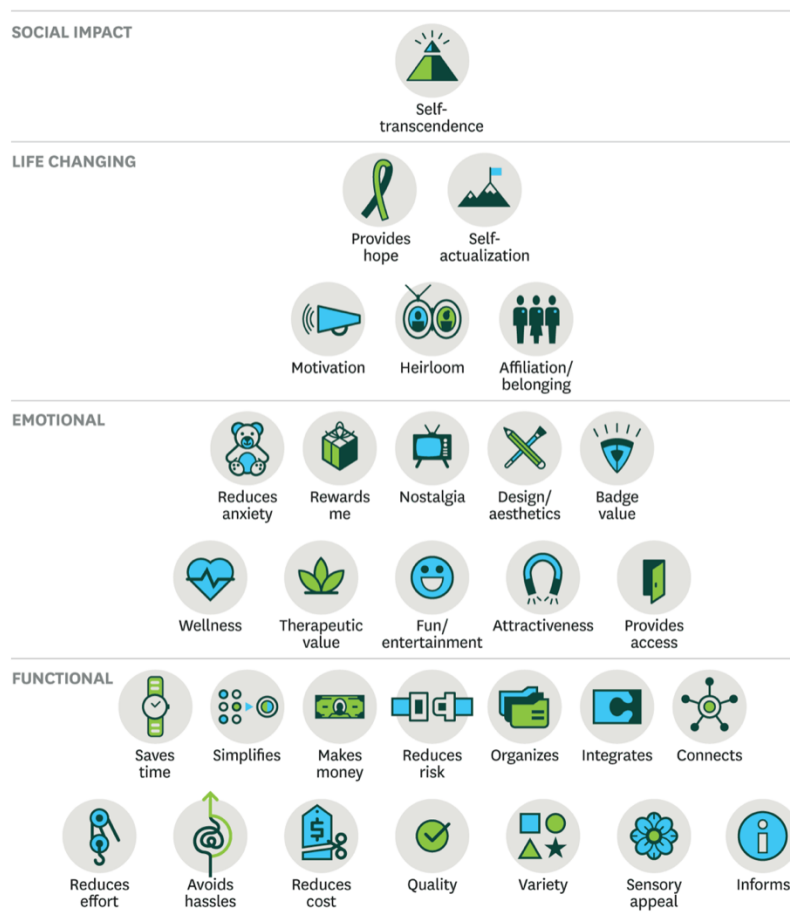 SOCIAL IMPACT
Self-
transcendence
LIFE CHANGING
Provides
hope
Self-
actualization
Motivation
Heirloom
Affiliation/
belonging
EMOTIONAL
Reduces
anxiety
Rewards
me
Nostalgia
Design/
aesthetics
Badge
value
Wellness
Therapeutic
value
Fun/
entertainment
Attractiveness
Provides
access
FUNCTIONAL
Saves
time
Simplifies
Makes
money
Reduces
risk
Organizes
Integrates
Connects
Reduces
effort
Avoids
hassles
Reduces
cost
Quality
Variety
Sensory
appeal
Informs